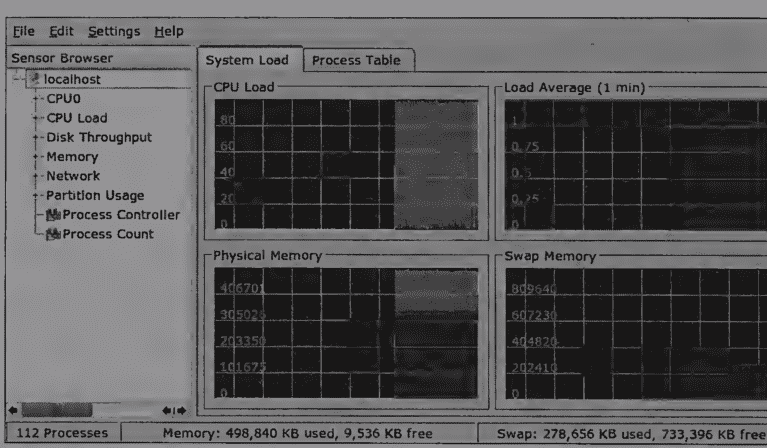 File Edit Settings Help
Sensor Browser
localhost
CPU0
CPU Load
Disk Throughput
Memory
Network
Partition Usage
Process Controller
Process Count
System Load
Process Table
CPU Load
80
60
40
20
0
Load Average (1 min)
1
0.75
0.5
0.25
0
Physical Memory
406701
305026
203350
101675
0
Swap Memory
809640
607230
404820
202410
0
112 Processes
Memory: 498,840 KB used, 9,536 KB free
Swap: 278,656 KB used, 733,396 KB free